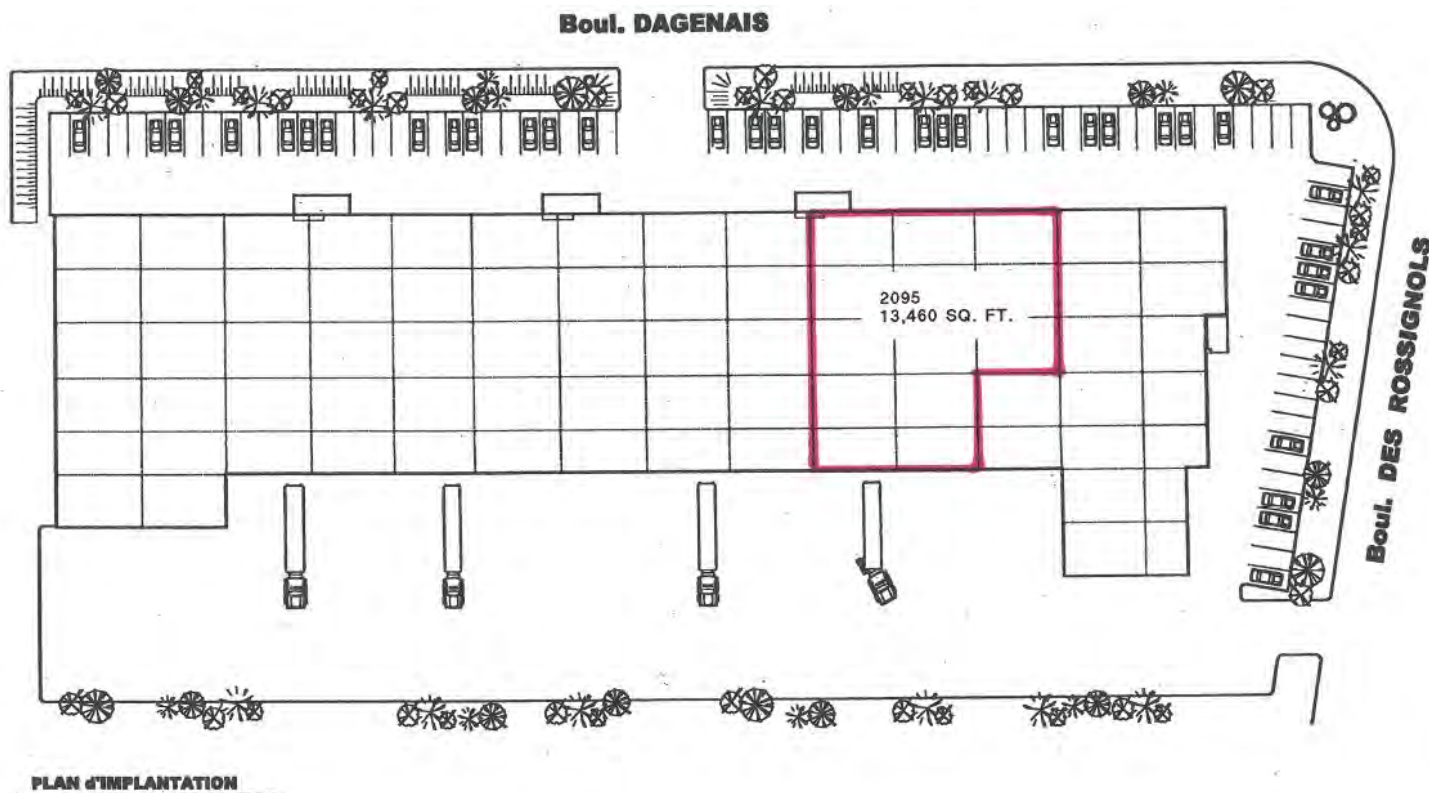 Boul. DAGENAIS
2095
13,460 SQ. FT.
Boul. DES ROSSIGNOLS
PLAN d'IMPLANTATION